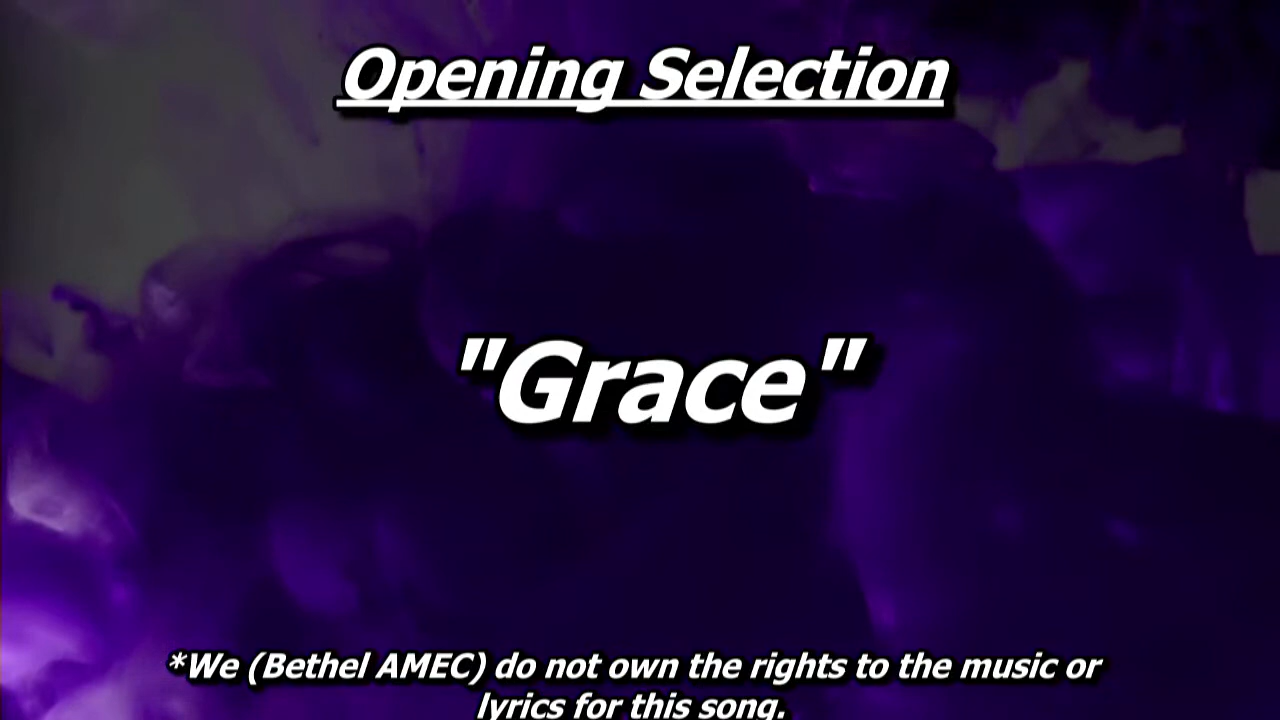 Opening Selection
"Grace"
*We (Bethel AMEC) do not own the rights to the music or
lyrics for this song.